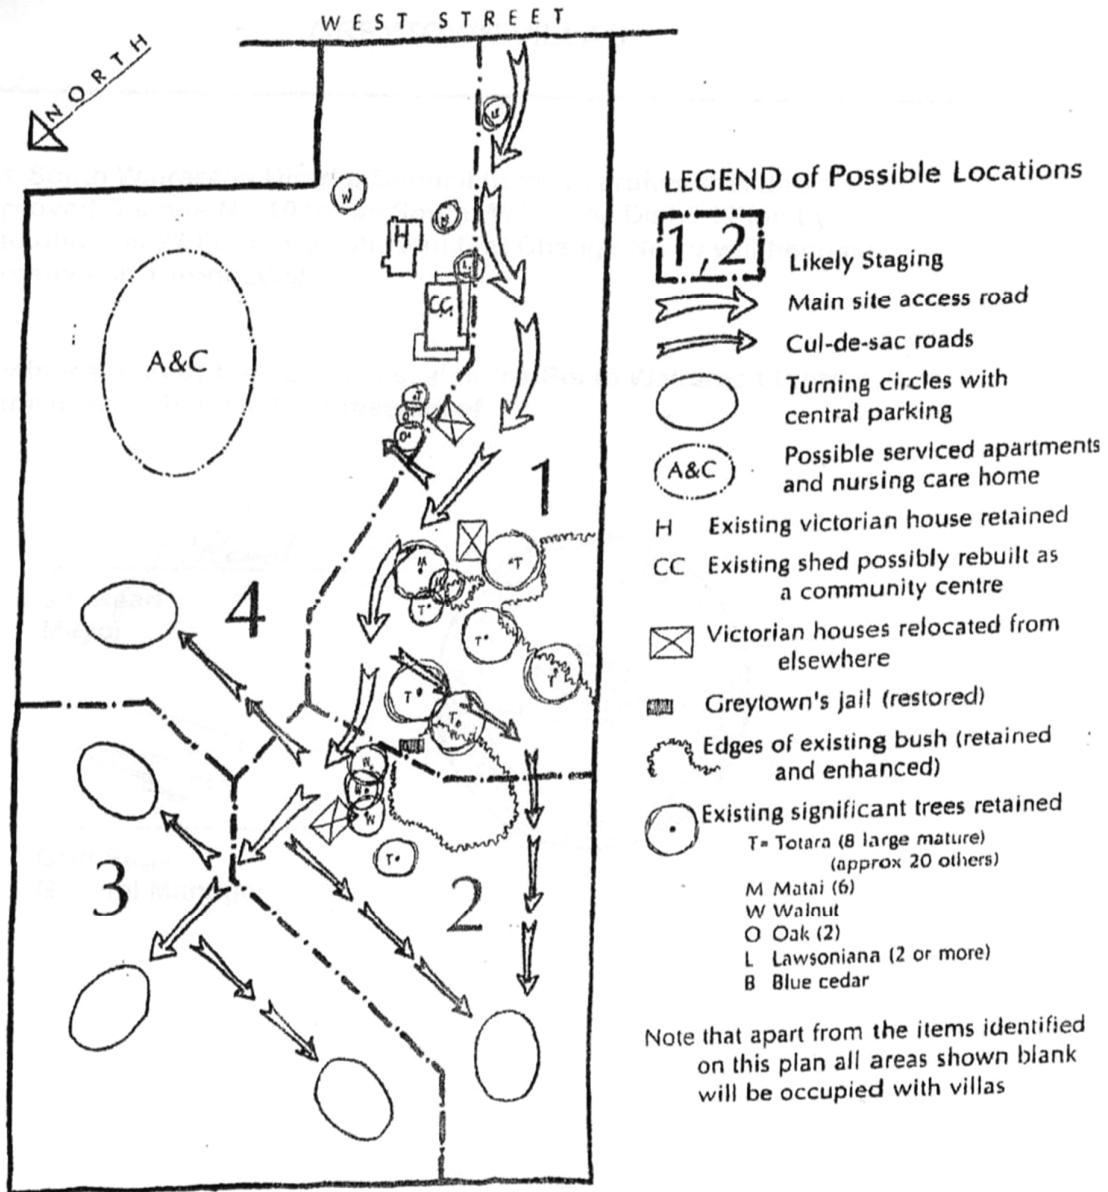 WEST STREET
NORTH
W
W
H
L
CC
A&C
O
1
M
T
T
T
T
4
T
T
W
W
W
T
3
2
LEGEND of Possible Locations
1,2 Likely Staging
Main site access road
Cul-de-sac roads
Turning circles with
central parking
A&C Possible serviced apartments
and nursing care home
H Existing victorian house retained
CC Existing shed possibly rebuilt as
a community centre
Victorian houses relocated from
elsewhere
Greytown's jail (restored)
Edges of existing bush (retained
and enhanced)
Existing significant trees retained
T= Totara (8 large mature)
(approx 20 others)
M Matai (6)
W Walnut
O Oak (2)
L Lawsoniana (2 or more)
B Blue cedar
Note that apart from the items identified
on this plan all areas shown blank
will be occupied with villas